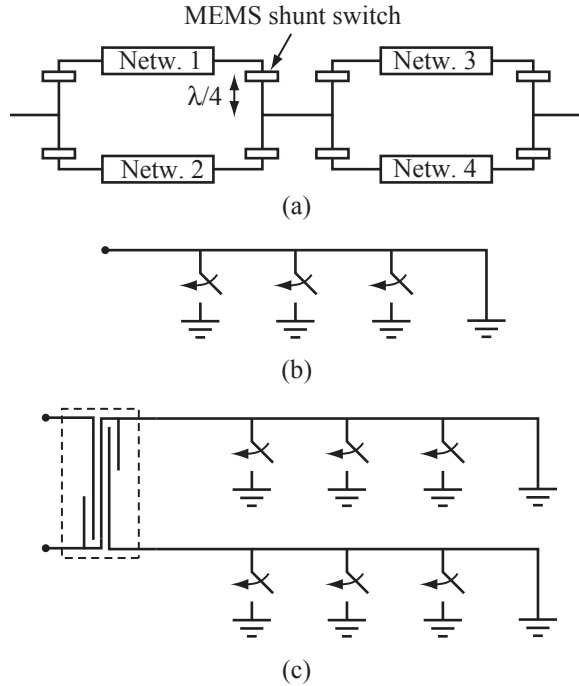 MEMS shunt switch
Netw. 1
Netw. 3
λ/4
Netw. 2
Netw. 4
(a)
(b)
(c)